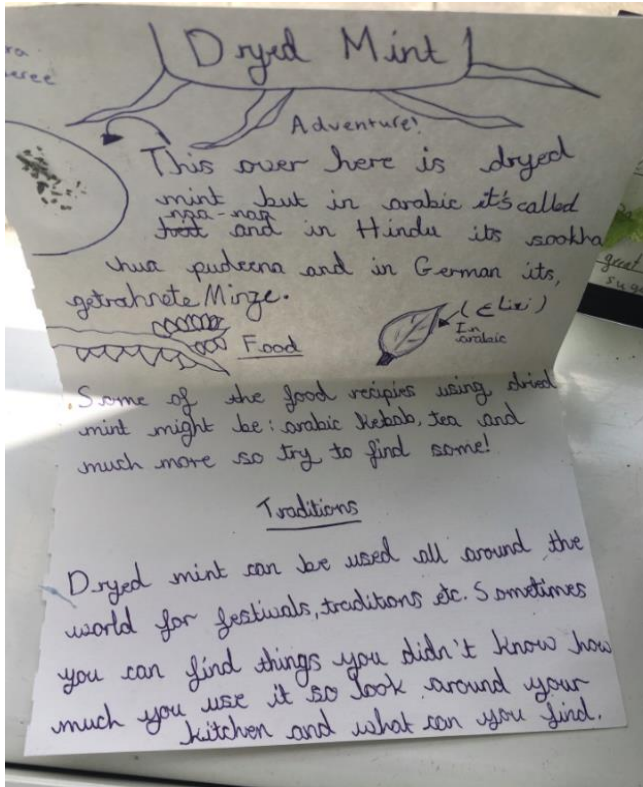 Dryed Mint
Adventure!
This over here is dryed
mint but in arabic it's called
nga-nag
and in Hindu its sookha
hua pudeena and in German its,
getrahnete Minze.
Food
In
arabic
Some of the food recipies using dried
mint might be: arabic Kebab, tea and
much more so try to find some!
Traditions
Dryed mint can be used all around the
world for festivals, traditions etc. Sometimes
you can find things you didn't know how
much you use it so look around your
kitchen and what can you find.